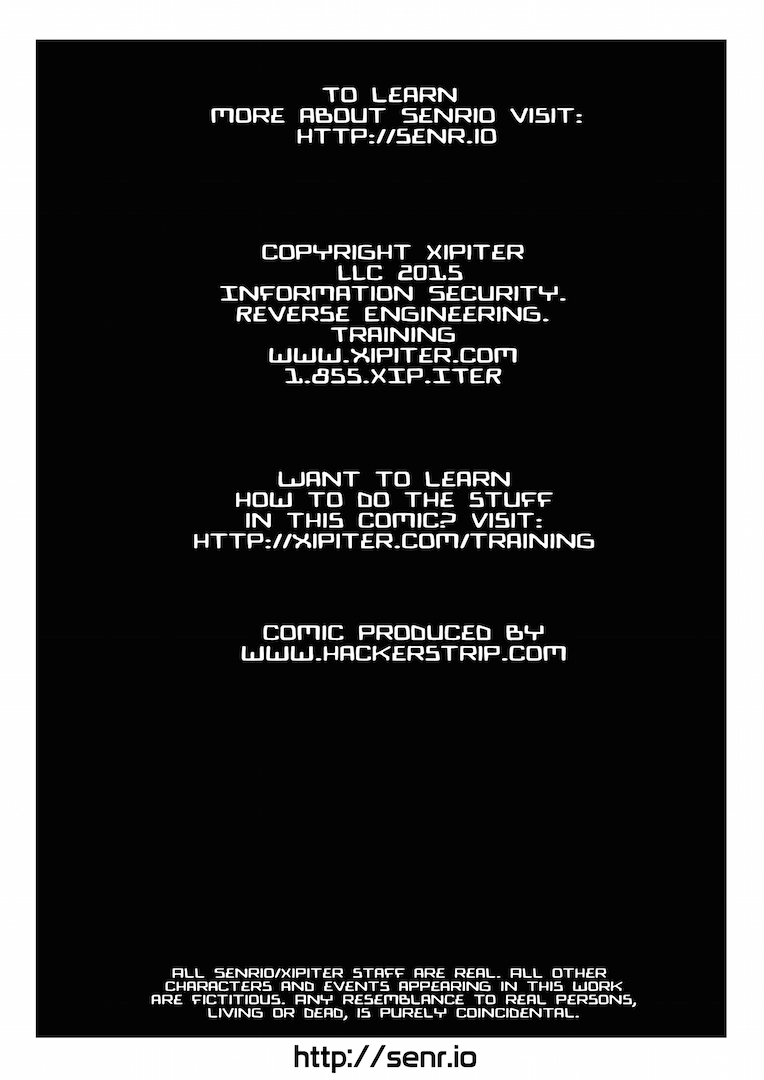 TO LEARN
MORE ABOUT SENRIO VISIT:
HTTP://SENR.IO
COPYRIGHT XIPITER
LLC 2015
INFORMATION SECURITY.
REVERSE ENGINEERING.
TRAINING
WWW.XIPITER.COM
1.855.XIP.ITER
WANT TO LEARN
HOW TO DO THE STUFF
IN THIS COMIC? VISIT:
HTTP://XIPITER.COM/TRAINING
COMIC PRODUCED BY
WWW.HACKERSTRIP.COM
ALL SENRIO/XIPITER STAFF ARE REAL. ALL OTHER
CHARACTERS AND EVENTS APPEARING IN THIS WORK
ARE FICTITIOUS. ANY RESEMBLANCE TO REAL PERSONS,
LIVING OR DEAD, IS PURELY COINCIDENTAL.
http://senr.io